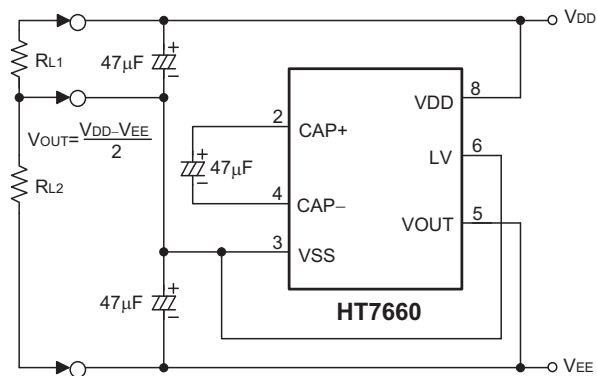 VDD
RL1
47µF
+
−
8
VDD
2
CAP+
6
LV
VOUT=VDD–VEE
2
+
47µF
−
RL2
4
CAP−
5
VOUT
3
VSS
47µF
+
−
HT7660
VEE